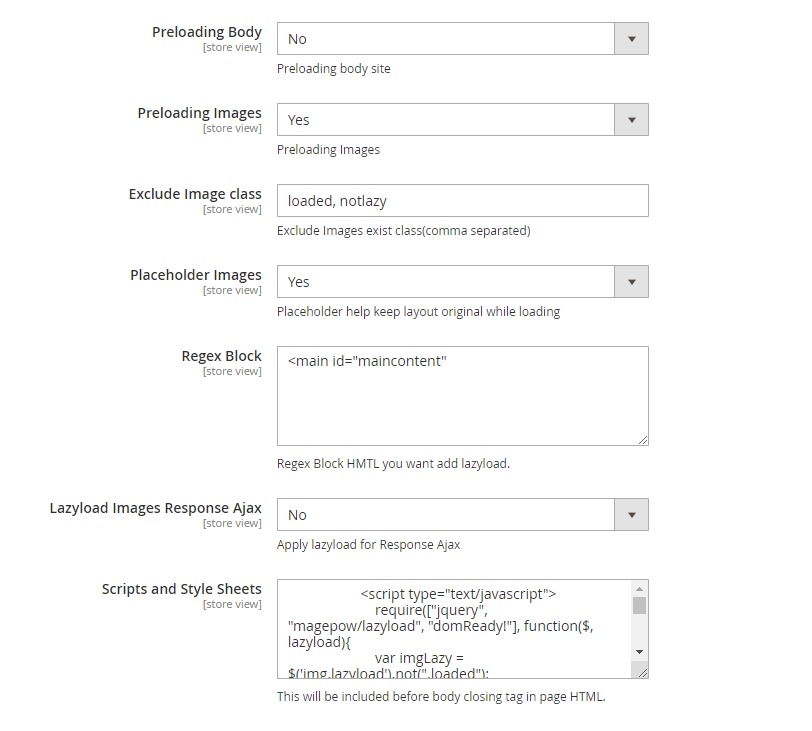 Preloading Body
[store view]
No
Preloading body site
Preloading Images
[store view]
Yes
Preloading Images
Exclude Image class
[store view]
loaded, notlazy
Exclude Images exist class(comma separated)
Placeholder Images
[store view]
Yes
Placeholder help keep layout original while loading
Regex Block
[store view]
<main id="maincontent"
Regex Block HMTL you want add lazyload.
Lazyload Images Response Ajax
[store view]
No
Apply lazyload for Response Ajax
Scripts and Style Sheets
[store view]
<script type="text/javascript">
require(["jquery",
"magepow/lazyload", "domReady!"], function($,
lazyload){
var imgLazy =
$('img.lazyload').not(".loaded");
This will be included before body closing tag in page HTML.